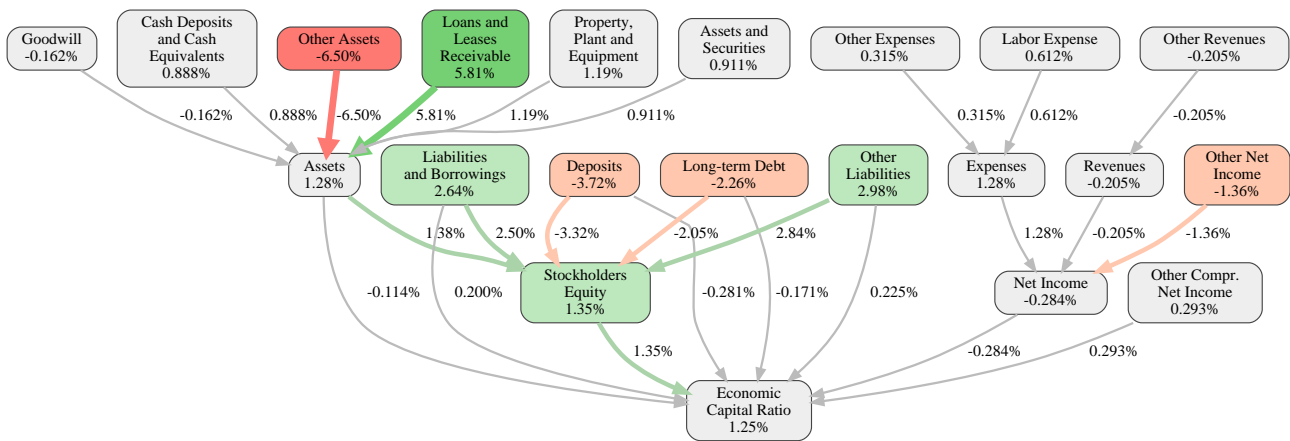 Goodwill
-0.162%
Cash Deposits
and Cash
Equivalents
0.888%
Other Assets
-6.50%
Loans and
Leases
Receivable
5.81%
Property,
Plant and
Equipment
1.19%
Assets and
Securities
0.911%
Other Expenses
0.315%
Labor Expense
0.612%
Other Revenues
-0.205%
-0.162%
0.888%
-6.50%
5.81%
1.19%
0.911%
0.315%
0.612%
-0.205%
Assets
1.28%
Liabilities
and Borrowings
2.64%
Deposits
-3.72%
Long-term Debt
-2.26%
Other
Liabilities
2.98%
Expenses
1.28%
Revenues
-0.205%
Other Net
Income
-1.36%
1.38%
2.50%
-3.32%
-2.05%
2.84%
1.28%
-0.205%
-1.36%
-0.114%
0.200%
Stockholders
Equity
1.35%
-0.281%
-0.171%
0.225%
Net Income
-0.284%
Other Compr.
Net Income
0.293%
1.35%
-0.284%
0.293%
Economic
Capital Ratio
1.25%